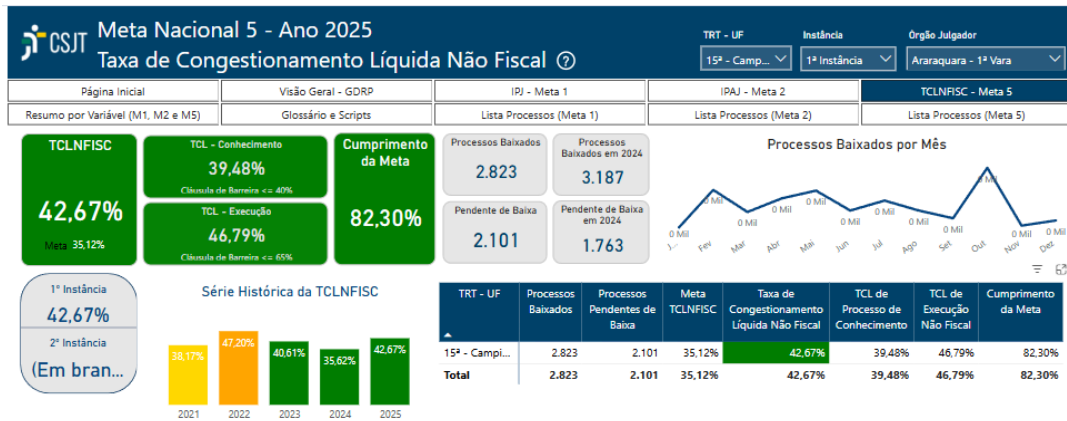 CSJT
Meta Nacional 5 - Ano 2025
Taxa de Congestionamento Líquida Não Fiscal ?
TRT - UF
Instância
Órgão Julgador
15ª - Camp...
1ª Instância
Araraquara - 1ª Vara
Página Inicial
Visão Geral - GDRP
IPJ - Meta 1
IPAJ - Meta 2
TCLNFISC - Meta 5
Resumo por Variável (M1, M2 e M5)
Glossário e Scripts
Lista Processos (Meta 1)
Lista Processos (Meta 2)
Lista Processos (Meta 5)
TCLNFISC
42,67%
Meta 35,12%
TCL - Conhecimento
39,48%
Cláusula de Barreira <= 40%
TCL - Execução
46,79%
Cláusula de Barreira <= 65%
Cumprimento
da Meta
82,30%
Processos Baixados
2.823
Processos
Baixados em 2024
3.187
Pendente de Baixa
2.101
Pendente de Baixa
em 2024
1.763
Processos Baixados por Mês
0 Mil
0 Mil
0 Mil
0 Mil
0 Mil
0 Mil
0 Mil
0 Mil
0 Mil
0 Mil
0 Mil
0 Mil
J...
Fev
Mar
Abr
Mai
Jun
Jul
Ago
Set
Out
Nov
Dez
1ª Instância
42,67%
2ª Instância
(Em bran...
Série Histórica da TCLNFISC
38,17%
47,20%
40,61%
35,62%
42,67%
2021
2022
2023
2024
2025
TRT - UF
Processos
Baixados
Processos
Pendentes de
Baixa
Meta
TCLNFISC
Taxa de
Congestionamento
Líquida Não Fiscal
TCL de
Processo de
Conhecimento
TCL de
Execução
Não Fiscal
Cumprimento
da Meta
15ª - Campi... 2.823 2.101 35,12% 42,67% 39,48% 46,79% 82,30%
Total 2.823 2.101 35,12% 42,67% 39,48% 46,79% 82,30%